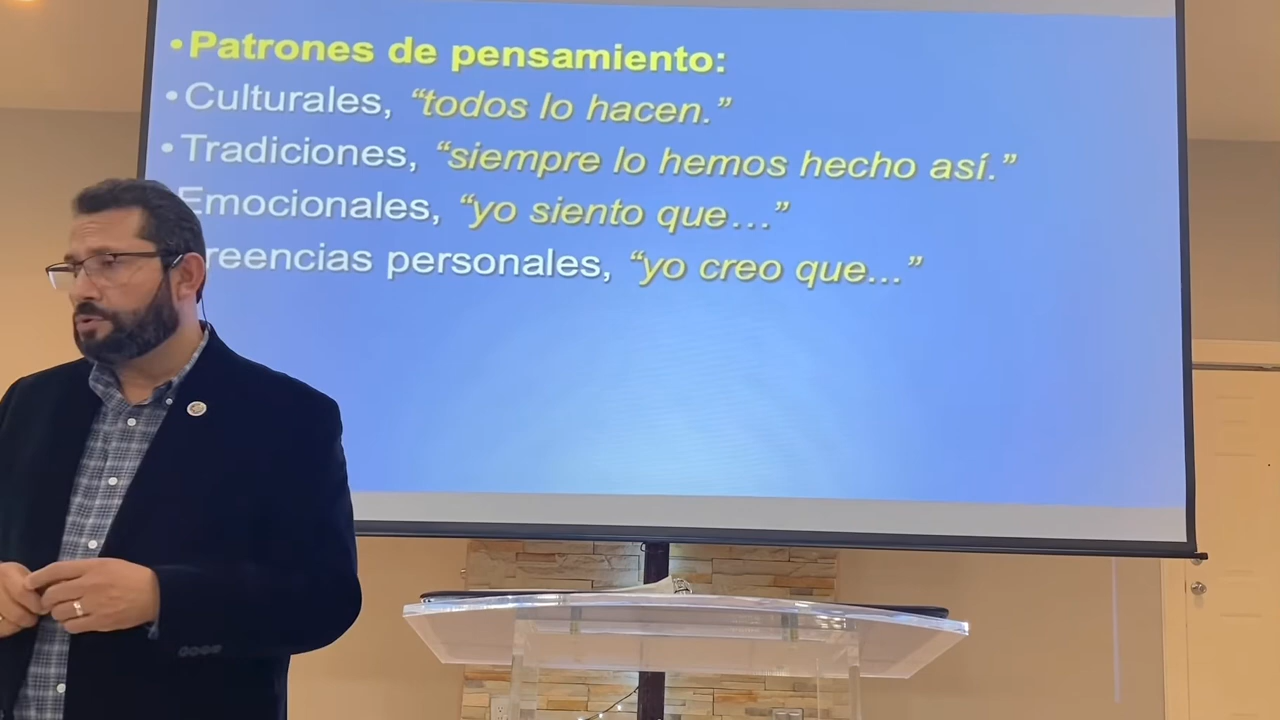 •Patrones de pensamiento:
•Culturales, “todos lo hacen.”
•Tradiciones, “siempre lo hemos hecho así.”
Emocionales, “yo siento que...”
reencias personales, “yo creo que...”